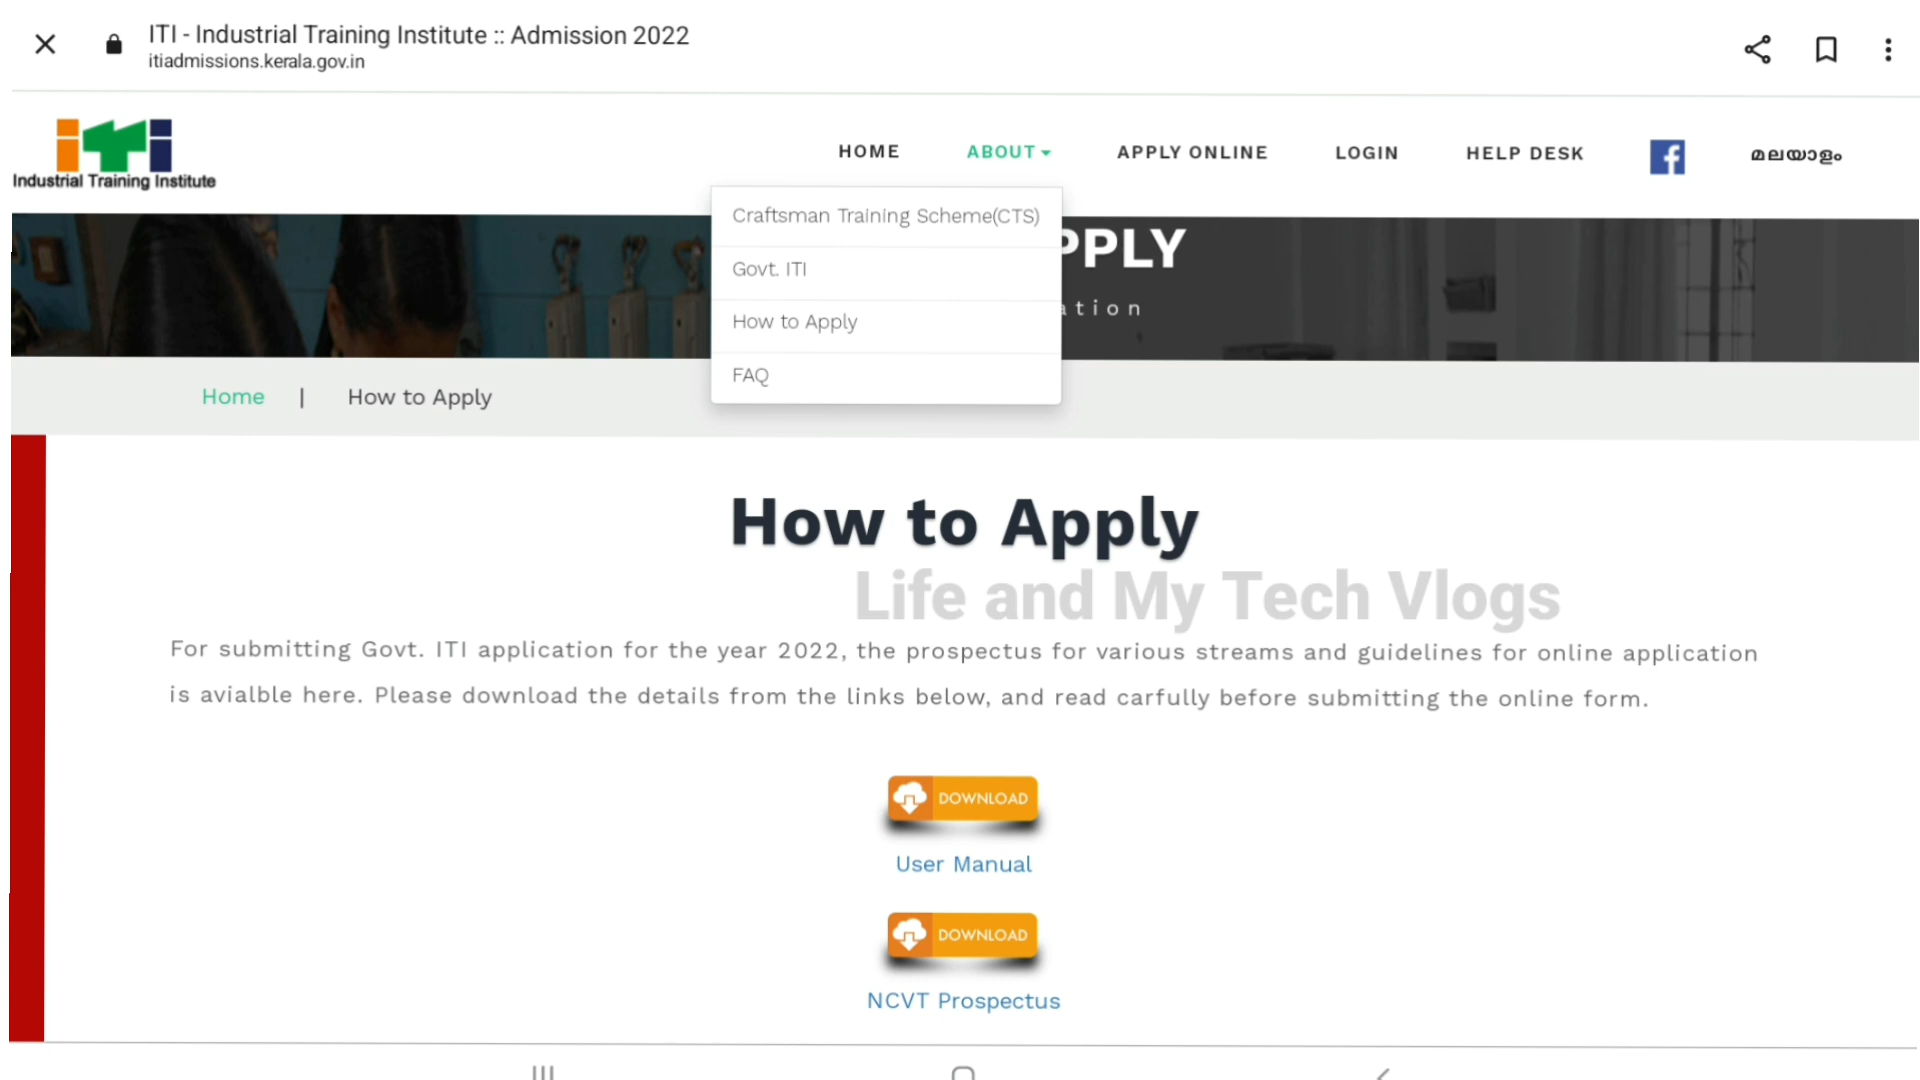 ITI - Industrial Training Institute :: Admission 2022
itiadmissions.kerala.gov.in
iTi
Industrial Training Institute
HOME
ABOUT
APPLY ONLINE
LOGIN
HELP DESK
f
മലയാളം
Craftsman Training Scheme(CTS)
Govt. ITI
How to Apply
FAQ
PPLY
ation
Home | How to Apply
How to Apply
Life and My Tech Vlogs
For submitting Govt. ITI application for the year 2022, the prospectus for various streams and guidelines for online application
is avialble here. Please download the details from the links below, and read carfully before submitting the online form.
DOWNLOAD
User Manual
DOWNLOAD
NCVT Prospectus